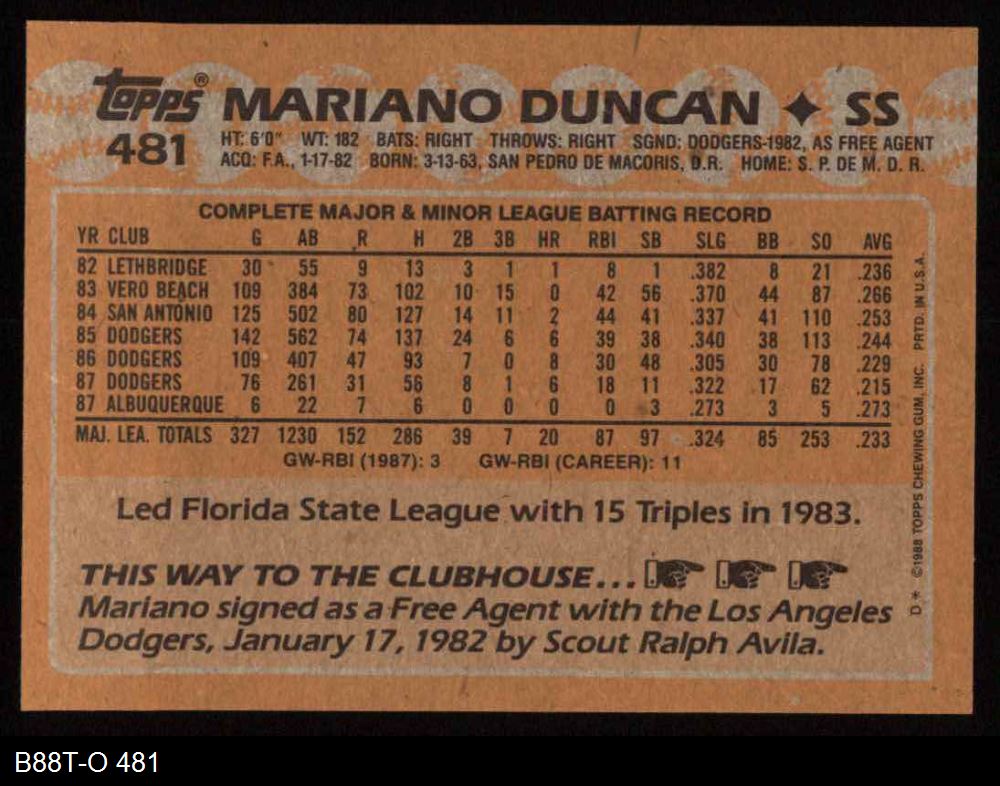 topps® MARIANO DUNCAN ✦ SS
481 HT: 6'0" WT: 182 BATS: RIGHT THROWS: RIGHT SGND: DODGERS-1982, AS FREE AGENT
ACQ: F.A., 1-17-82 BORN: 3-13-63, SAN PEDRO DE MACORIS, D.R. HOME: S. P. DE M. D. R.
COMPLETE MAJOR & MINOR LEAGUE BATTING RECORD
YR CLUB G AB R H 2B 3B HR RBI SB SLG BB SO AVG
82 LETHBRIDGE 30 55 9 13 3 1 1 8 1 .382 8 21 .236
83 VERO BEACH 109 384 73 102 10 15 0 42 56 .370 44 87 .266
84 SAN ANTONIO 125 502 80 127 14 11 2 44 41 .337 41 110 .253
85 DODGERS 142 562 74 137 24 6 6 39 38 .340 38 113 .244
86 DODGERS 109 407 47 93 7 0 8 30 48 .305 30 78 .229
87 DODGERS 76 261 31 56 8 1 6 18 11 .322 17 62 .215
87 ALBUQUERQUE 6 22 7 6 0 0 0 0 3 .273 3 5 .273
MAJ. LEA. TOTALS 327 1230 152 286 39 7 20 87 97 .324 85 253 .233
GW-RBI (1987): 3 GW-RBI (CAREER): 11
Led Florida State League with 15 Triples in 1983.
THIS WAY TO THE CLUBHOUSE...
Mariano signed as a Free Agent with the Los Angeles
Dodgers, January 17, 1982 by Scout Ralph Avila.
D* ©1988 TOPPS CHEWING GUM, INC. PRTD. IN U.S.A.
B88T-O 481